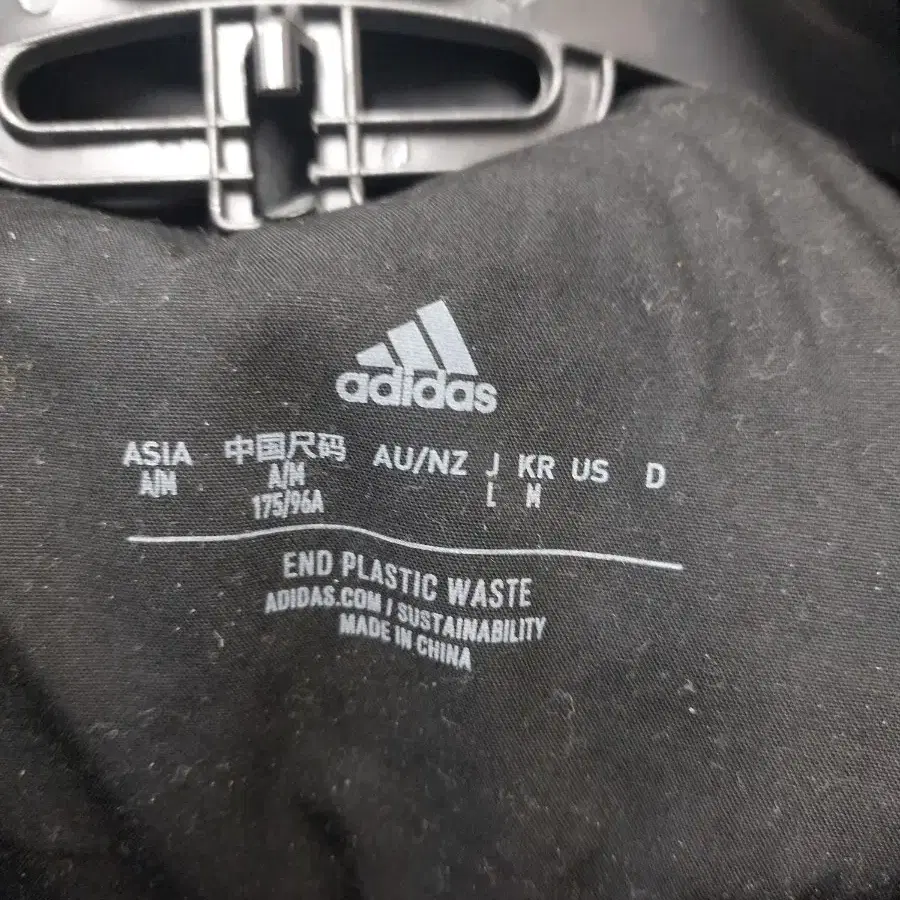 adidas
ASIA 中国尺码 AU/NZ J KR US D
A/M A/M L M
175/96A
END PLASTIC WASTE
ADIDAS.COM / SUSTAINABILITY
MADE IN CHINA